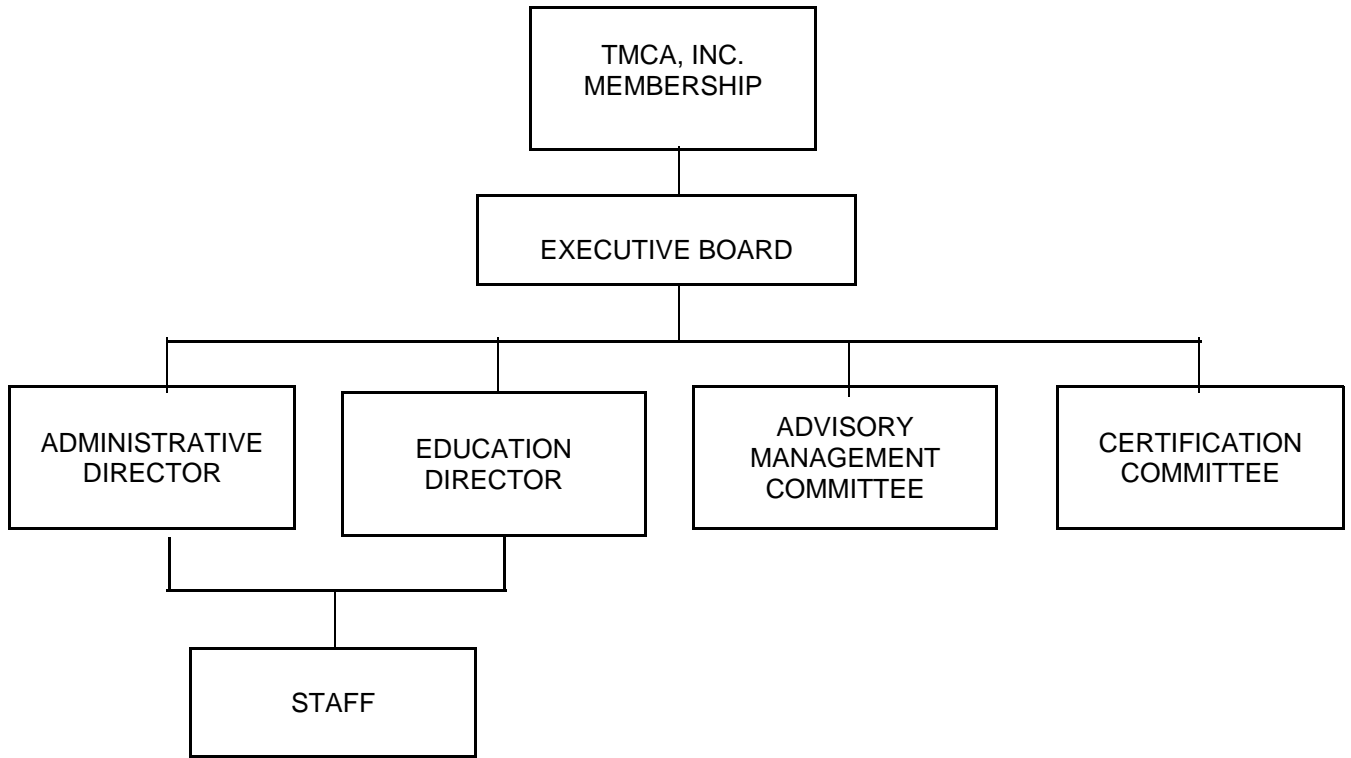 TMCA, INC.
MEMBERSHIP
EXECUTIVE BOARD
ADMINISTRATIVE
DIRECTOR
EDUCATION
DIRECTOR
ADVISORY
MANAGEMENT
COMMITTEE
CERTIFICATION
COMMITTEE
STAFF